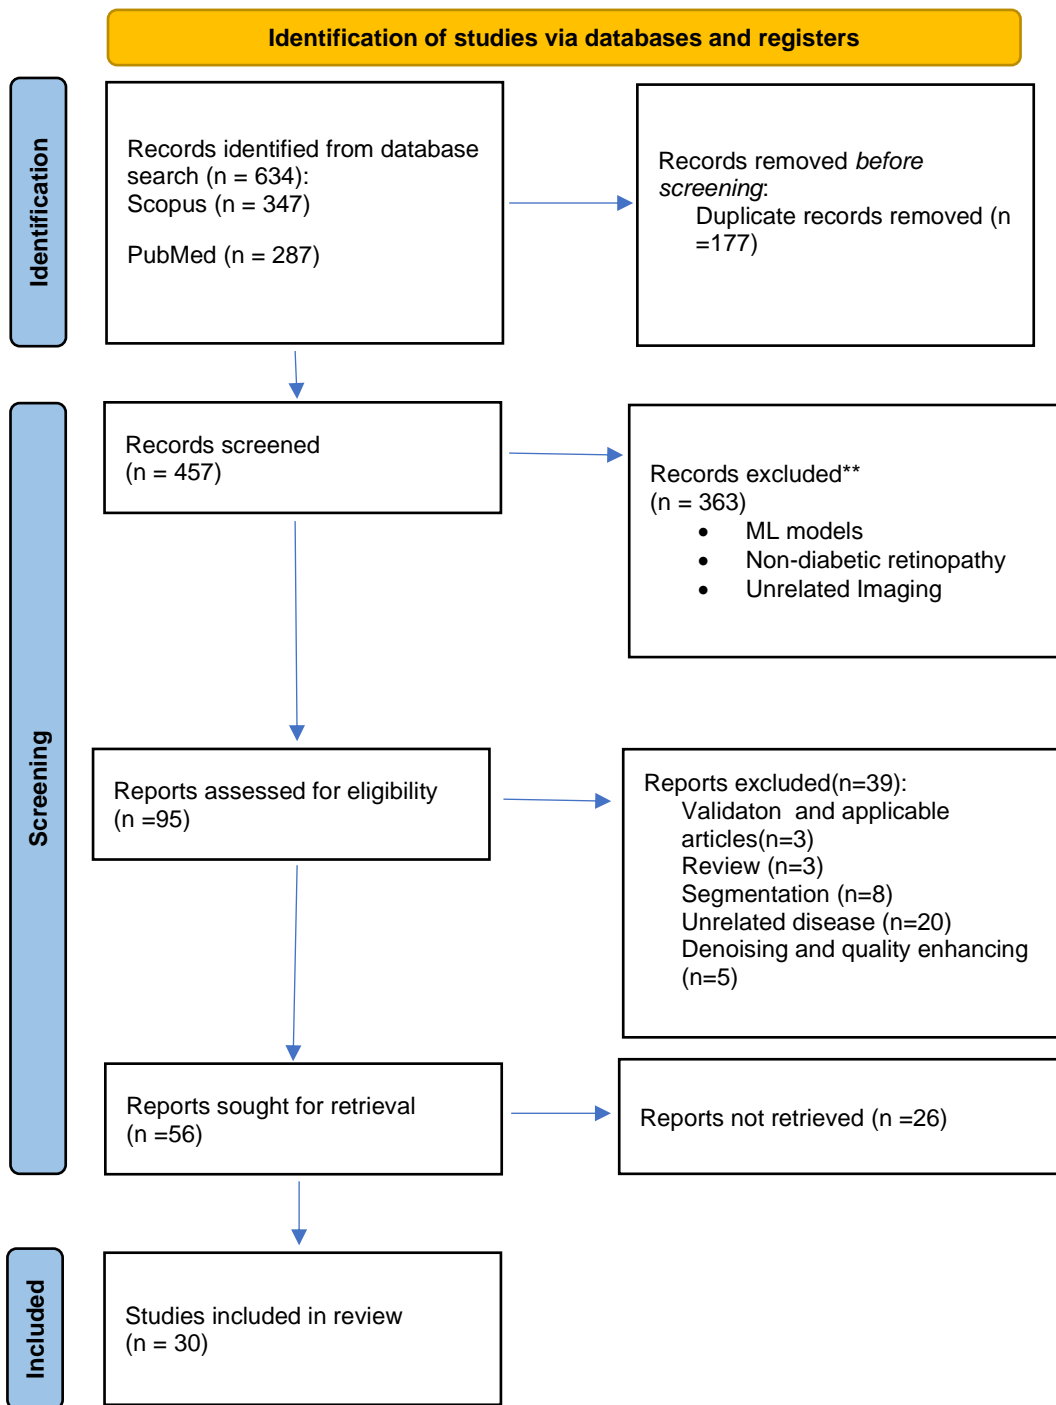 Identification of studies via databases and registers
Identification
Records identified from database
search (n = 634):
Scopus (n = 347)
PubMed (n = 287)
Records removed before
screening:
Duplicate records removed (n
=177)
Screening
Records screened
(n = 457)
Records excluded**
(n = 363)
• ML models
• Non-diabetic retinopathy
• Unrelated Imaging
Reports assessed for eligibility
(n =95)
Reports excluded(n=39):
Validaton  and applicable
articles(n=3)
Review (n=3)
Segmentation (n=8)
Unrelated disease (n=20)
Denoising and quality enhancing
(n=5)
Reports sought for retrieval
(n =56)
Reports not retrieved (n =26)
Included
Studies included in review
(n = 30)